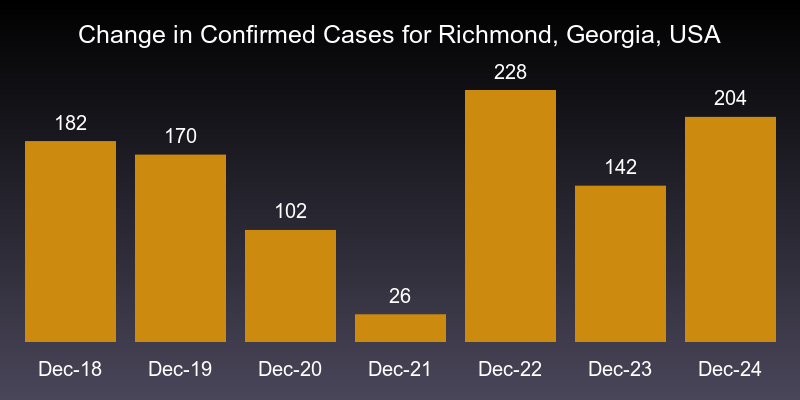 Change in Confirmed Cases for Richmond, Georgia, USA
182 170 102 26 228 142 204
Dec-18 Dec-19 Dec-20 Dec-21 Dec-22 Dec-23 Dec-24